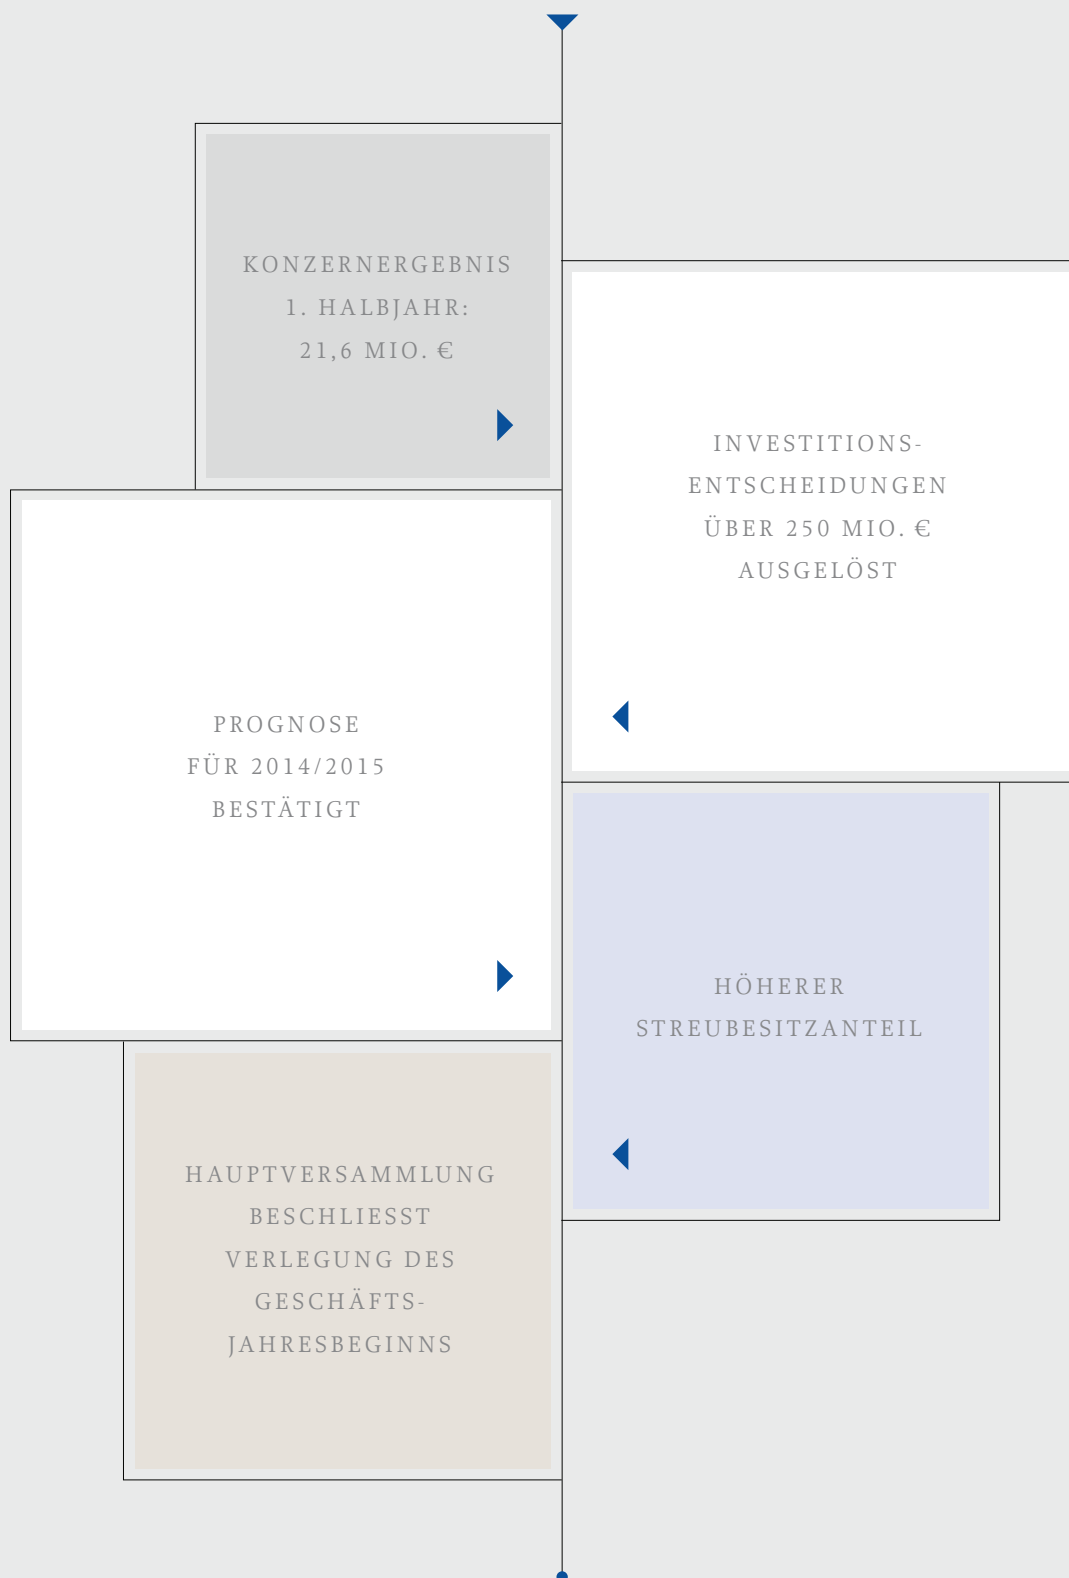 KONZERNERGEBNIS
1. HALBJAHR:
21,6 MIO. €
INVESTITIONS-
ENTSCHEIDUNGEN
ÜBER 250 MIO. €
AUSGELÖST
PROGNOSE
FÜR 2014/2015
BESTÄTIGT
HÖHERER
STREUBESITZANTEIL
HAUPTVERSAMMLUNG
BESCHLIESST
VERLEGUNG DES
GESCHÄFTS-
JAHRESBEGINNS